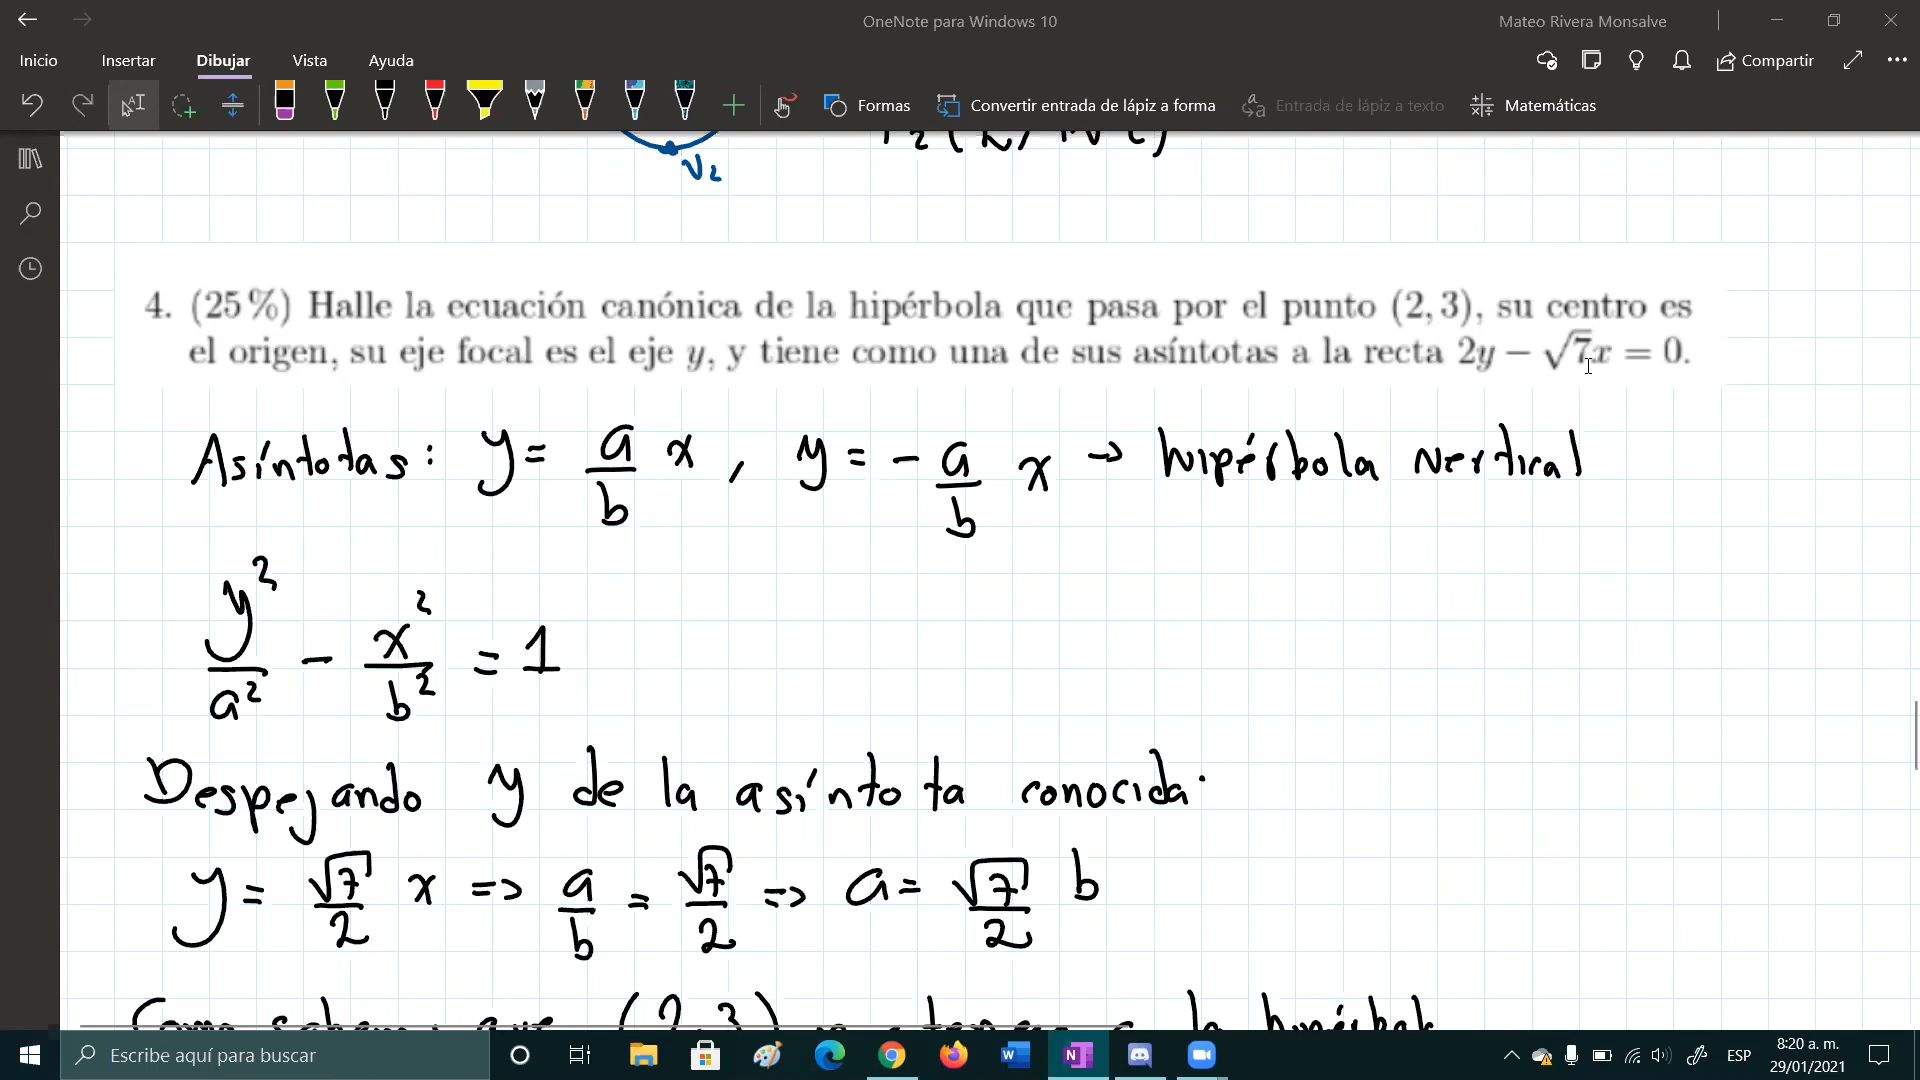 OneNote para Windows 10
Mateo Rivera Monsalve
Inicio Insertar Dibujar Vista Ayuda
Compartir
Formas Convertir entrada de lápiz a forma Entrada de lápiz a texto Matemáticas
V2
4. (25 %) Halle la ecuación canónica de la hipérbola que pasa por el punto (2, 3), su centro es
el origen, su eje focal es el eje y, y tiene como una de sus asíntotas a la recta 2y − √7x = 0.
Asíntotas: y = a/b x , y = - a/b x → hipérbola vertical
y²/a² - x²/b² = 1
Despejando y de la asíntota conocida.
y = √7/2 x => a/b = √7/2 => a = √7/2 b
(2,3) la
Escribe aquí para buscar
ESP
8:20 a. m.
29/01/2021